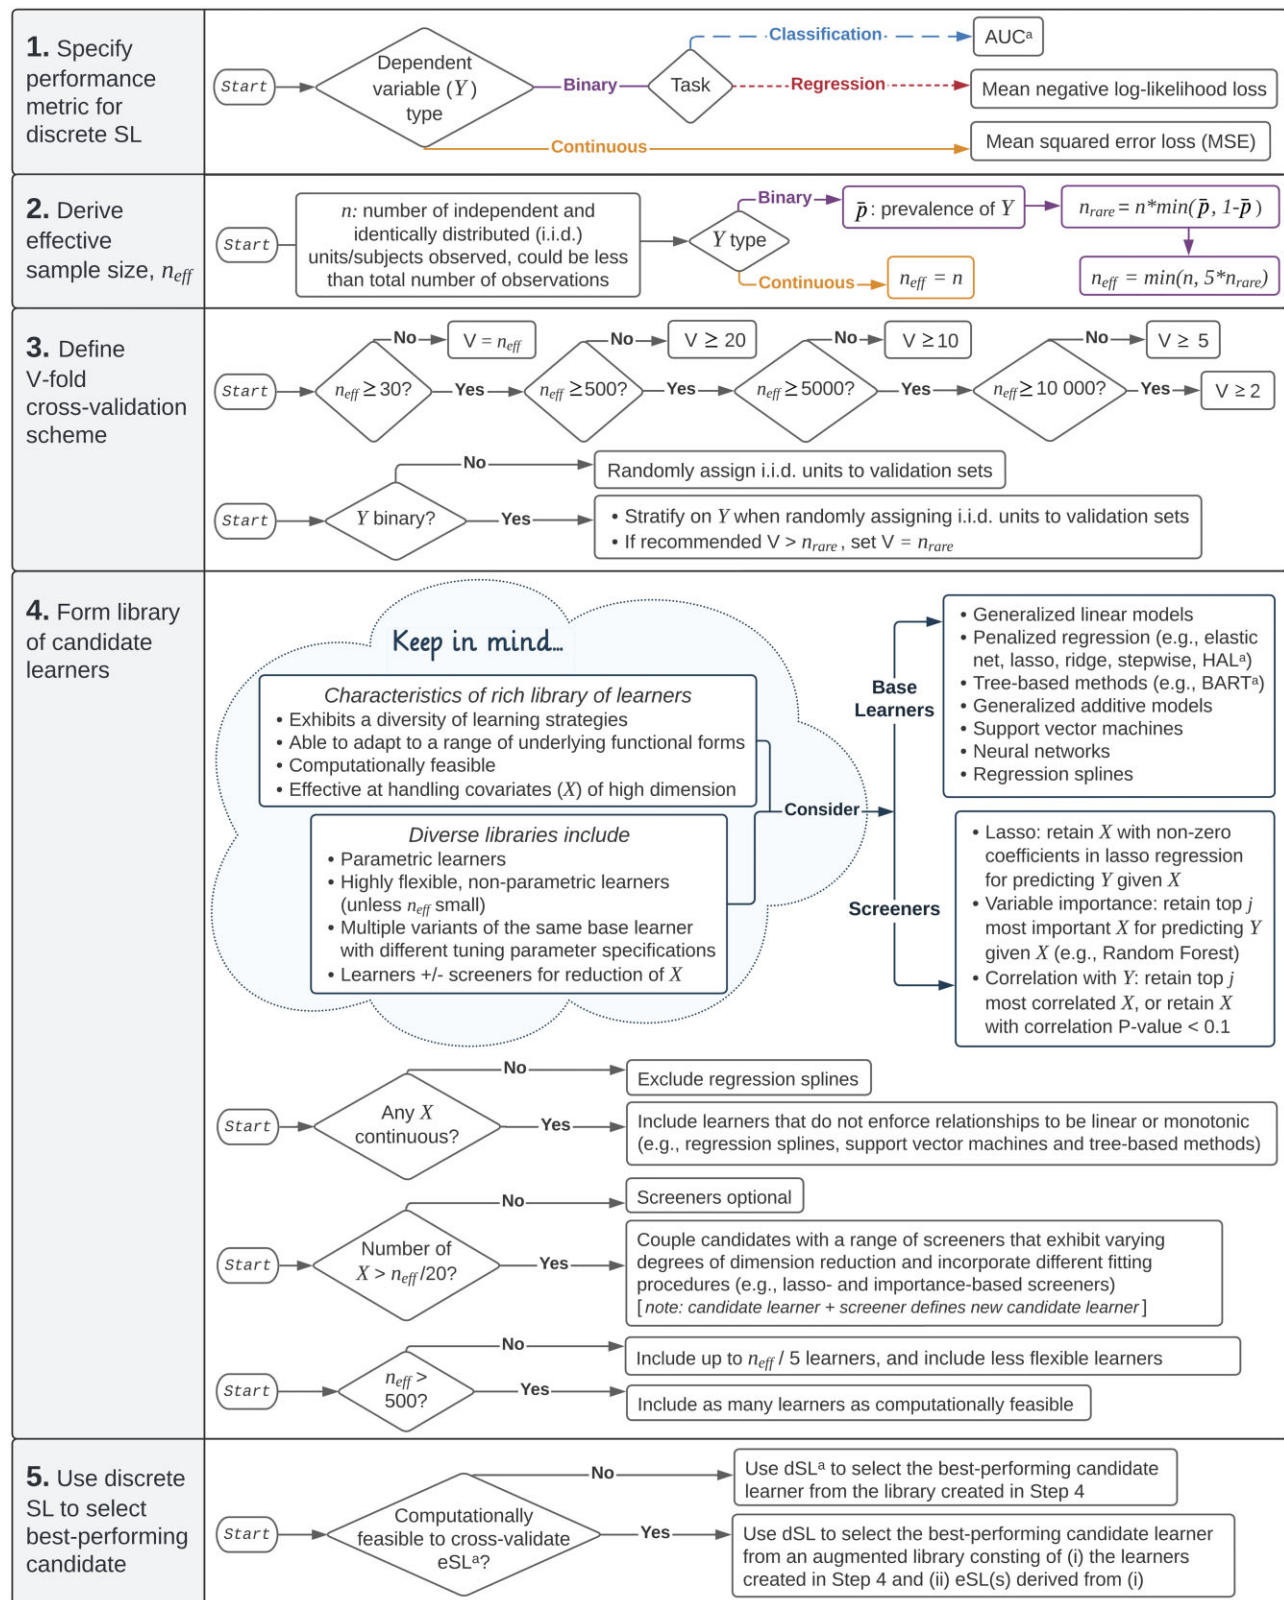 1. Specify
performance
metric for
discrete SL
Start
Dependent
variable (Y)
type
Binary
Task
Classification
AUCᵃ
Regression
Mean negative log-likelihood loss
Continuous
Mean squared error loss (MSE)
2. Derive
effective
sample size, n_eff
Start
n: number of independent and
identically distributed (i.i.d.)
units/subjects observed, could be less
than total number of observations
Y type
Binary
p̄ : prevalence of Y
n_rare = n*min(p̄, 1-p̄)
n_eff = min(n, 5*n_rare)
Continuous
n_eff = n
3. Define
V-fold
cross-validation
scheme
Start
n_eff ≥ 30?
No
V = n_eff
Yes
n_eff ≥ 500?
No
V ≥ 20
Yes
n_eff ≥ 5000?
No
V ≥ 10
Yes
n_eff ≥ 10 000?
No
V ≥ 5
Yes
V ≥ 2
Start
Y binary?
No
Randomly assign i.i.d. units to validation sets
Yes
• Stratify on Y when randomly assigning i.i.d. units to validation sets
• If recommended V > n_rare, set V = n_rare
4. Form library
of candidate
learners
Keep in mind...
Characteristics of rich library of learners
• Exhibits a diversity of learning strategies
• Able to adapt to a range of underlying functional forms
• Computationally feasible
• Effective at handling covariates (X) of high dimension
Diverse libraries include
• Parametric learners
• Highly flexible, non-parametric learners
(unless n_eff small)
• Multiple variants of the same base learner
with different tuning parameter specifications
• Learners +/- screeners for reduction of X
Consider
Base
Learners
• Generalized linear models
• Penalized regression (e.g., elastic
net, lasso, ridge, stepwise, HALᵃ)
• Tree-based methods (e.g., BARTᵃ)
• Generalized additive models
• Support vector machines
• Neural networks
• Regression splines
Screeners
• Lasso: retain X with non-zero
coefficients in lasso regression
for predicting Y given X
• Variable importance: retain top j
most important X for predicting Y
given X (e.g., Random Forest)
• Correlation with Y: retain top j
most correlated X, or retain X
with correlation P-value < 0.1
Start
Any X
continuous?
No
Exclude regression splines
Yes
Include learners that do not enforce relationships to be linear or monotonic
(e.g., regression splines, support vector machines and tree-based methods)
Start
Number of
X > n_eff /20?
No
Screeners optional
Yes
Couple candidates with a range of screeners that exhibit varying
degrees of dimension reduction and incorporate different fitting
procedures (e.g., lasso- and importance-based screeners)
[ note: candidate learner + screener defines new candidate learner ]
Start
n_eff >
500?
No
Include up to n_eff / 5 learners, and include less flexible learners
Yes
Include as many learners as computationally feasible
5. Use discrete
SL to select
best-performing
candidate
Start
Computationally
feasible to cross-validate
eSLᵃ?
No
Use dSLᵃ to select the best-performing candidate
learner from the library created in Step 4
Yes
Use dSL to select the best-performing candidate learner
from an augmented library consting of (i) the learners
created in Step 4 and (ii) eSL(s) derived from (i)